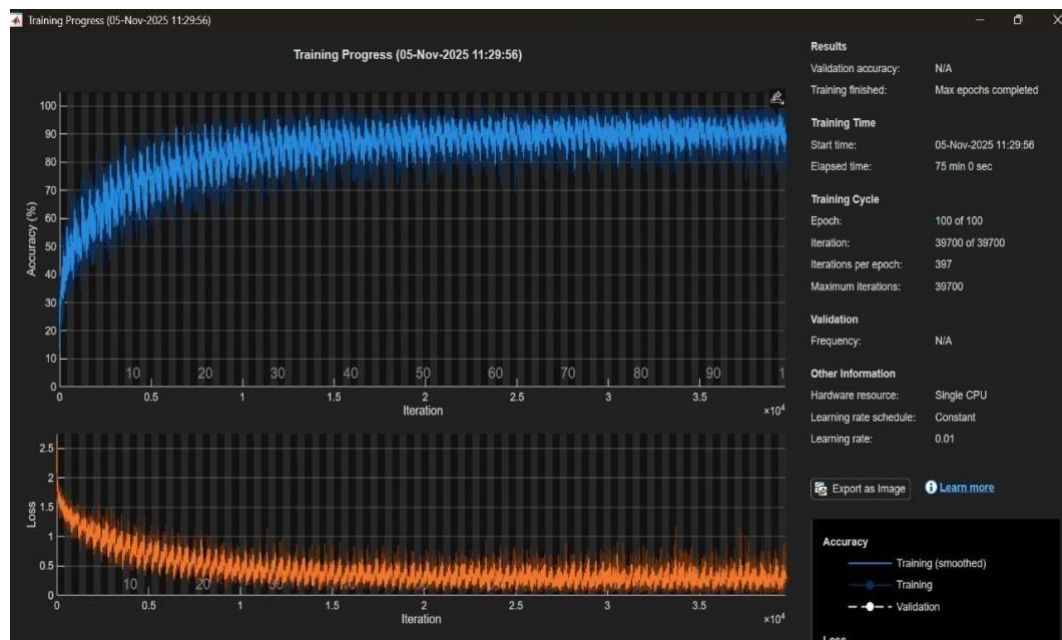 Training Progress (05-Nov-2025 11:29:56)
Training Progress (05-Nov-2025 11:29:56)
Accuracy (%)
100
90
80
70
60
50
40
30
20
10
0
10 20 30 40 50 60 70 80 90 1
0 0.5 1 1.5 2 2.5 3 3.5
Iteration
×10⁴
Loss
2.5
2
1.5
1
0.5
0
10 20
0 0.5 1 1.5 2 2.5 3 3.5
Iteration
×10⁴
Results
Validation accuracy: N/A
Training finished: Max epochs completed
Training Time
Start time: 05-Nov-2025 11:29:56
Elapsed time: 75 min 0 sec
Training Cycle
Epoch: 100 of 100
Iteration: 39700 of 39700
Iterations per epoch: 397
Maximum iterations: 39700
Validation
Frequency: N/A
Other Information
Hardware resource: Single CPU
Learning rate schedule: Constant
Learning rate: 0.01
Export as Image
Learn more
Accuracy
Training (smoothed)
Training
Validation